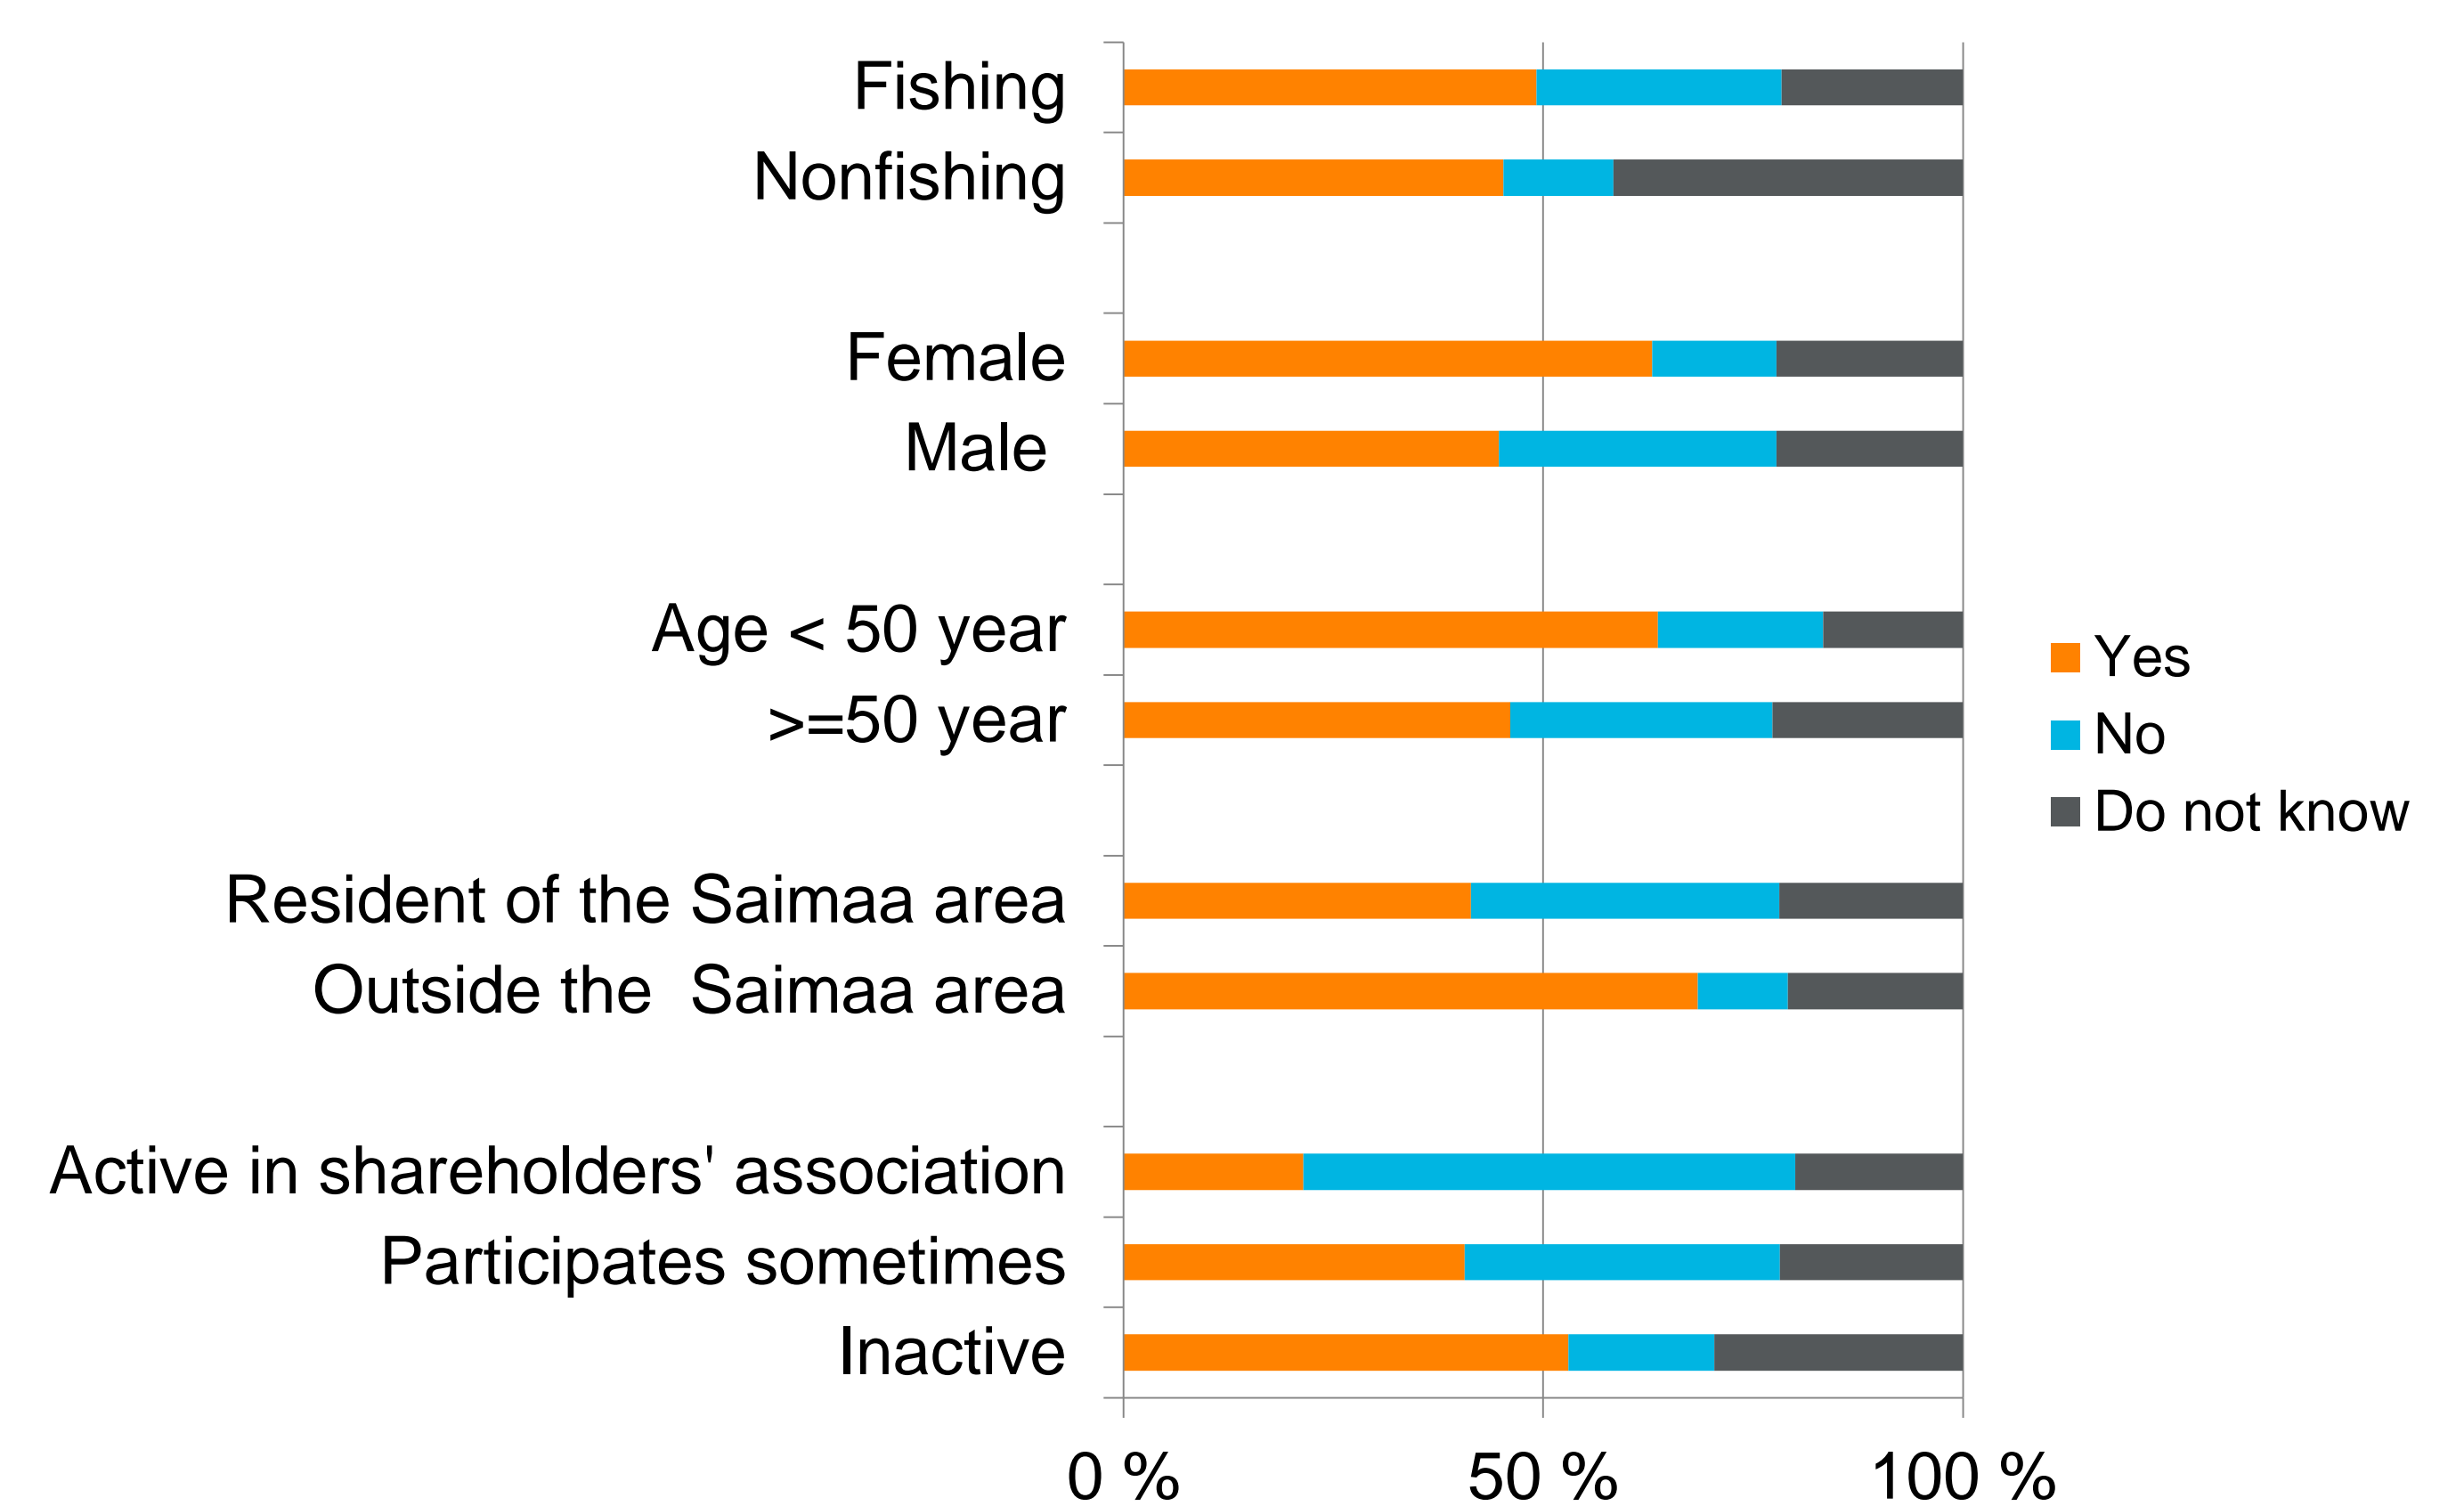 Fishing
Nonfishing
Female
Male
Age < 50 year
>=50 year
Resident of the Saimaa area
Outside the Saimaa area
Active in shareholders' association
Participates sometimes
Inactive
0 % 50 % 100 %
Yes
No
Do not know